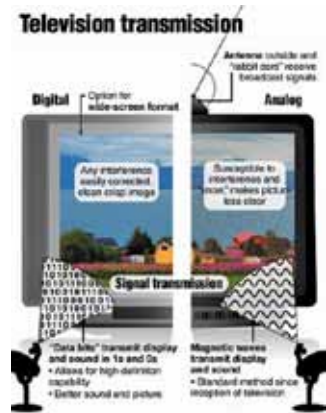 Television transmission
Antenna outside and
"rabbit ears" receive
broadcast signals
Digital
Option for
wide-screen format
Analog
Any interference
easily corrected,
clean crisp image
Susceptible to
interference and
makes picture
less clear
Signal transmission
"Data bits" transmit display
and sound in 1s and 0s
• Allows for high-definition
capability
• Better sound and picture
Magnetic waves
transmit display
and sound
• Standard method since
inception of television